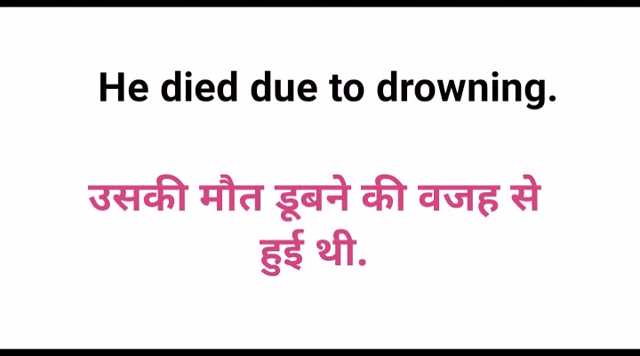 He died due to drowning.
उसकी मौत डूबने की वजह से
हुई थी.